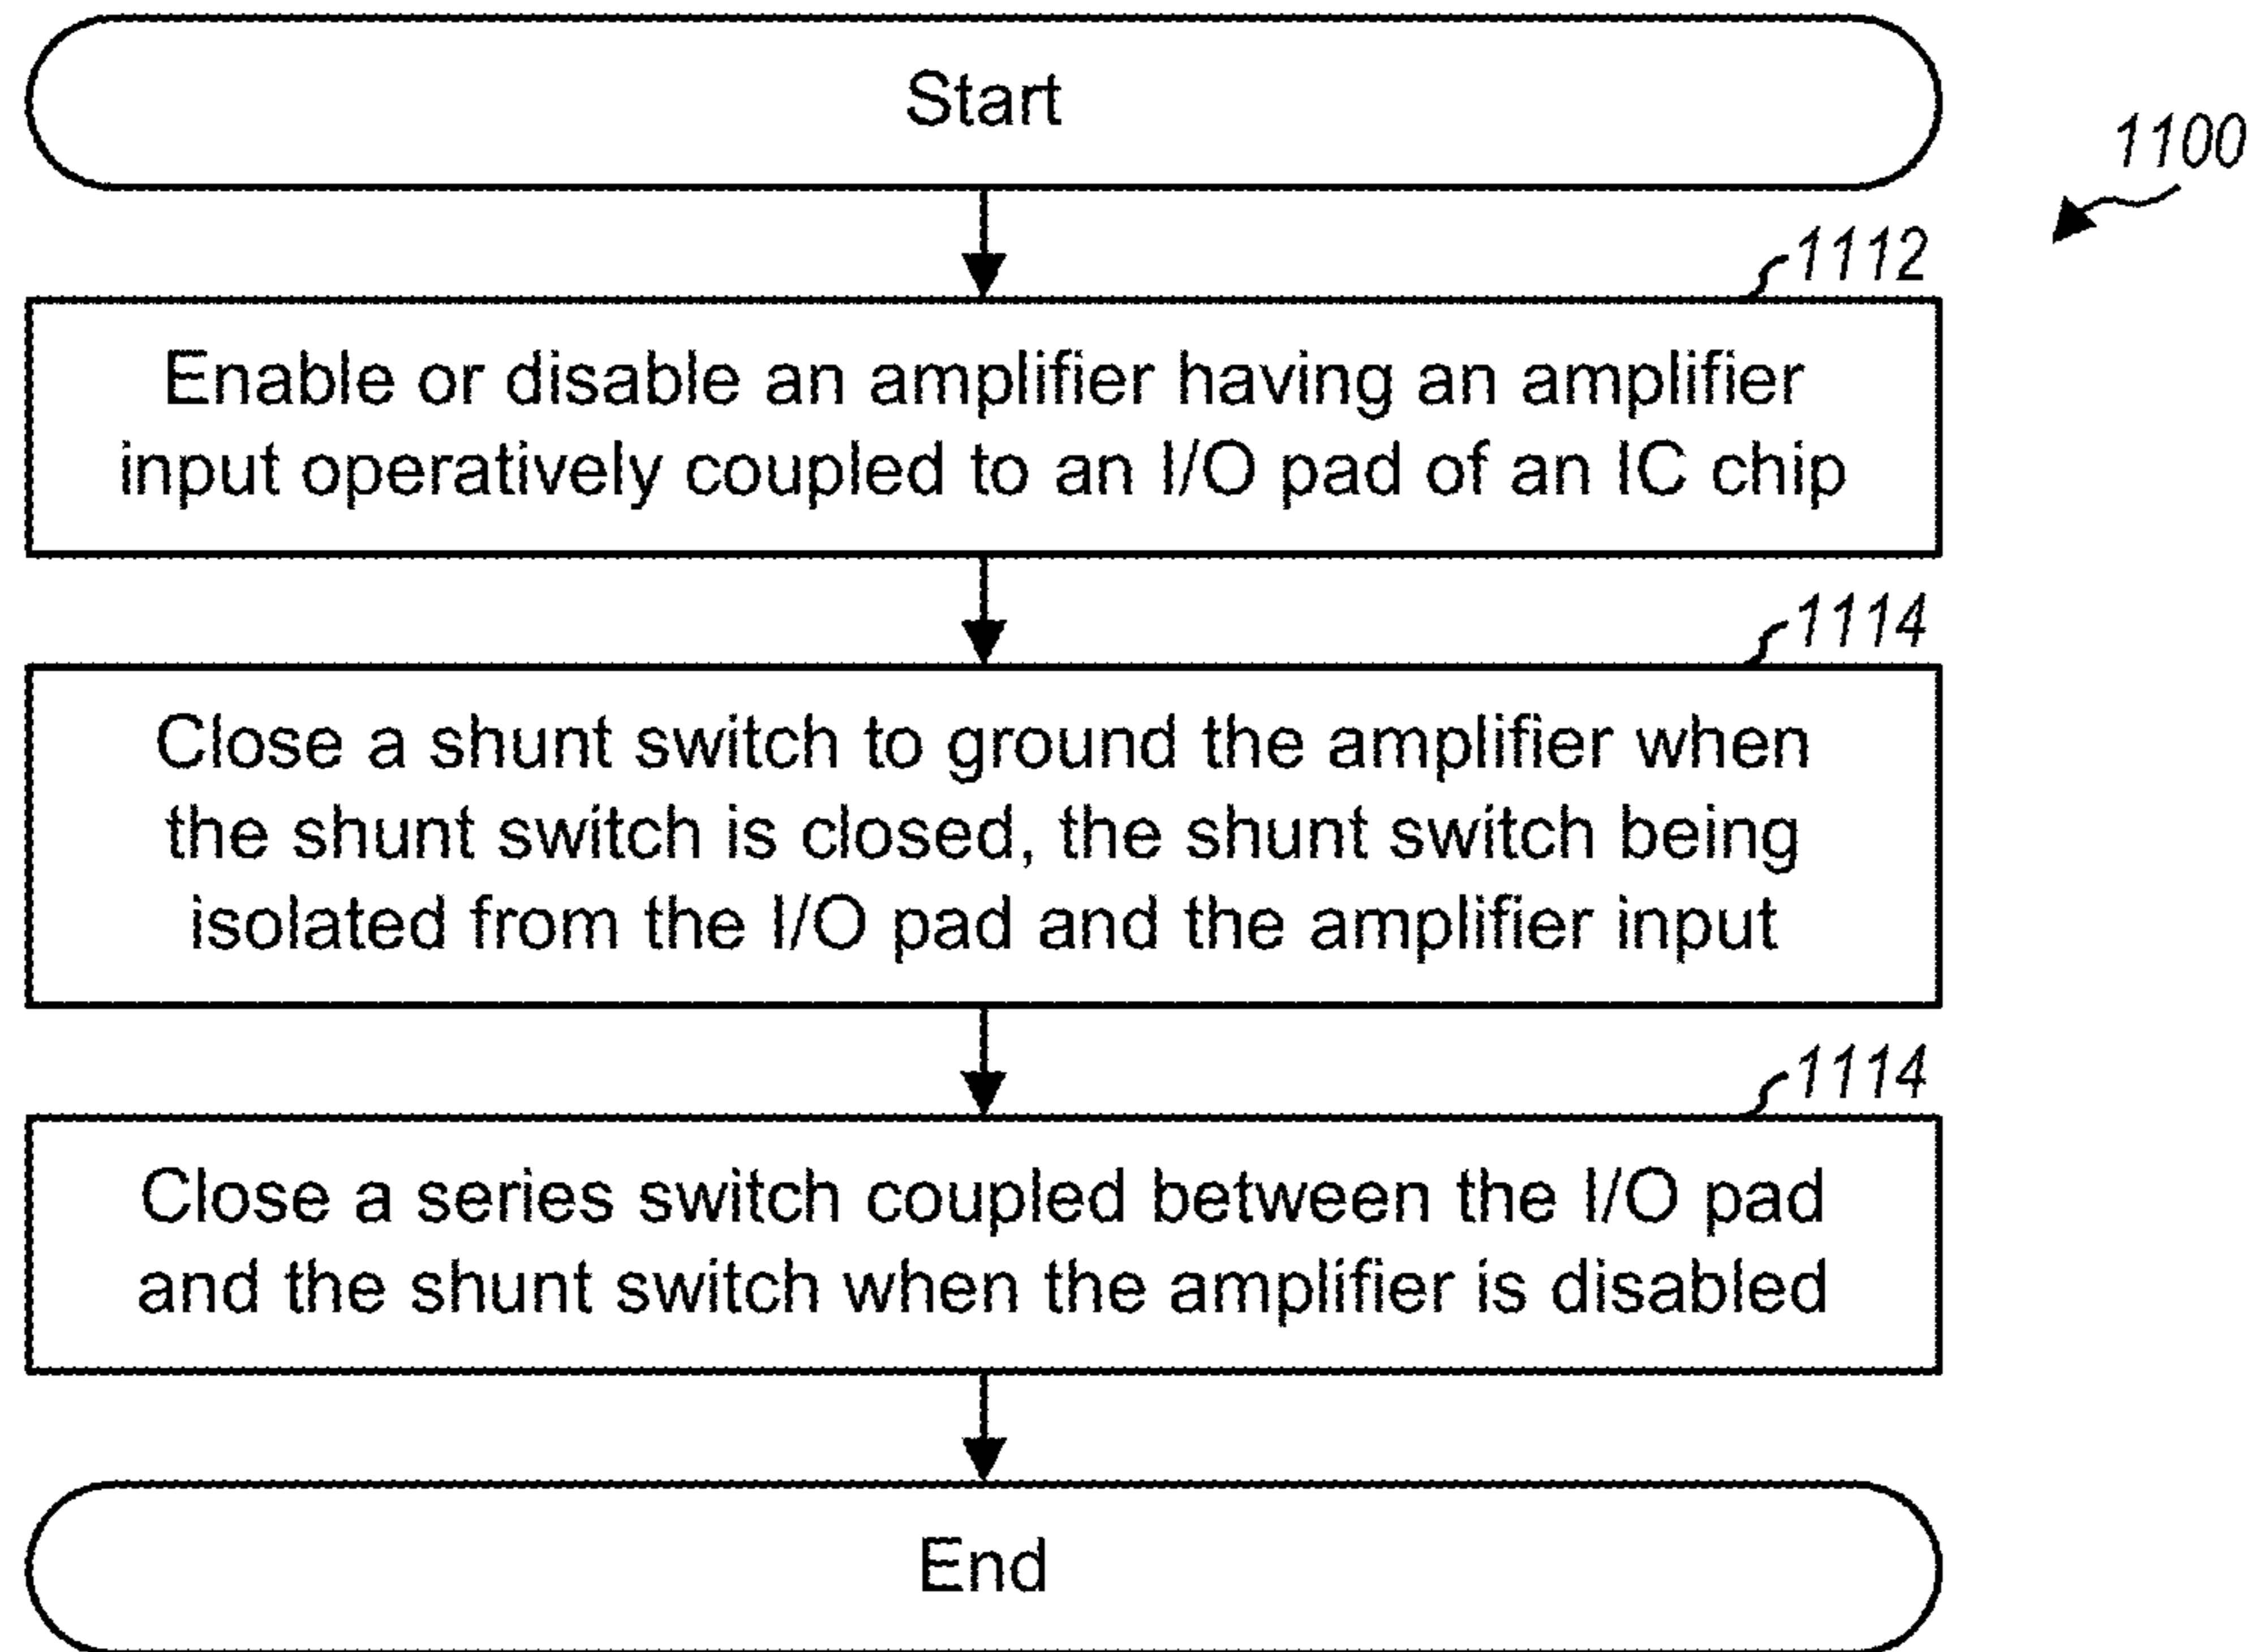 Start
1100
1112
Enable or disable an amplifier having an amplifier
input operatively coupled to an I/O pad of an IC chip
1114
Close a shunt switch to ground the amplifier when
the shunt switch is closed, the shunt switch being
isolated from the I/O pad and the amplifier input
1114
Close a series switch coupled between the I/O pad
and the shunt switch when the amplifier is disabled
End